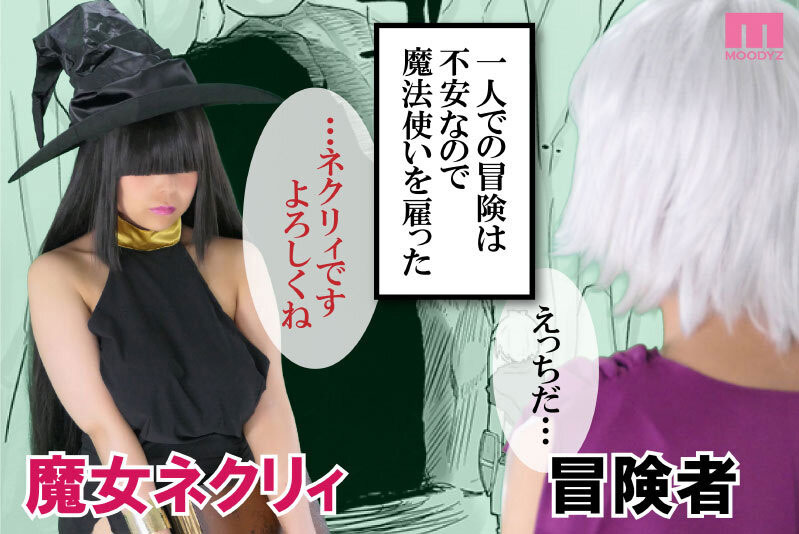 一人での冒険は
不安なので
魔法使いを雇った
…ネクリィです
よろしくね
えっちだ…
魔女ネクリィ
冒険者
M
MOODYZ